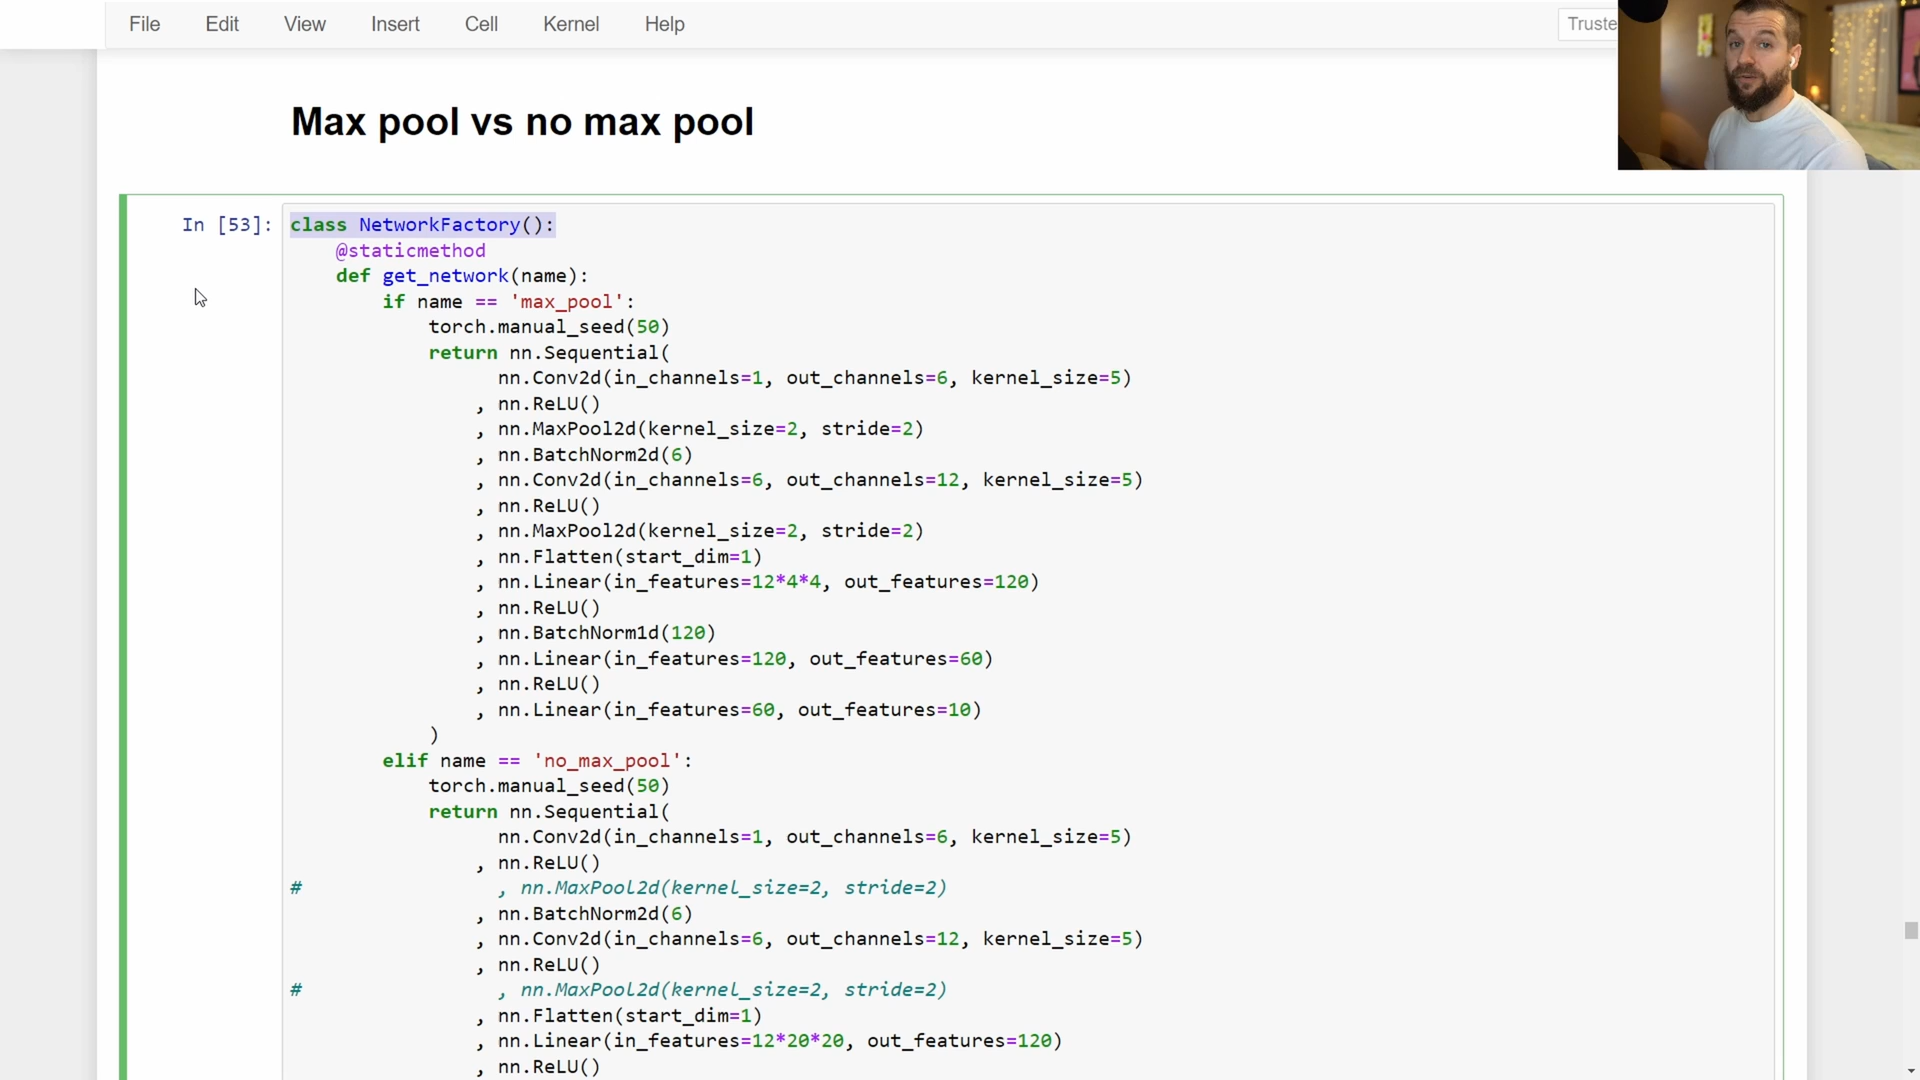 File Edit View Insert Cell Kernel Help Truste
Max pool vs no max pool
In [53]: class NetworkFactory():
@staticmethod
def get_network(name):
if name == 'max_pool':
torch.manual_seed(50)
return nn.Sequential(
nn.Conv2d(in_channels=1, out_channels=6, kernel_size=5)
, nn.ReLU()
, nn.MaxPool2d(kernel_size=2, stride=2)
, nn.BatchNorm2d(6)
, nn.Conv2d(in_channels=6, out_channels=12, kernel_size=5)
, nn.ReLU()
, nn.MaxPool2d(kernel_size=2, stride=2)
, nn.Flatten(start_dim=1)
, nn.Linear(in_features=12*4*4, out_features=120)
, nn.ReLU()
, nn.BatchNorm1d(120)
, nn.Linear(in_features=120, out_features=60)
, nn.ReLU()
, nn.Linear(in_features=60, out_features=10)
)
elif name == 'no_max_pool':
torch.manual_seed(50)
return nn.Sequential(
nn.Conv2d(in_channels=1, out_channels=6, kernel_size=5)
, nn.ReLU()
# , nn.MaxPool2d(kernel_size=2, stride=2)
, nn.BatchNorm2d(6)
, nn.Conv2d(in_channels=6, out_channels=12, kernel_size=5)
, nn.ReLU()
# , nn.MaxPool2d(kernel_size=2, stride=2)
, nn.Flatten(start_dim=1)
, nn.Linear(in_features=12*20*20, out_features=120)
, nn.ReLU()